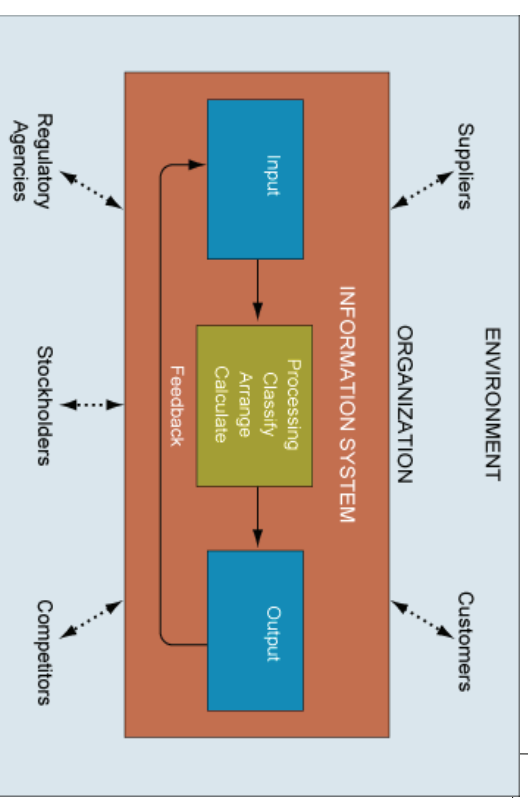 ENVIRONMENT
Suppliers
Customers
ORGANIZATION
INFORMATION SYSTEM
Input
Processing
Classify
Arrange
Calculate
Output
Feedback
Regulatory
Agencies
Stockholders
Competitors